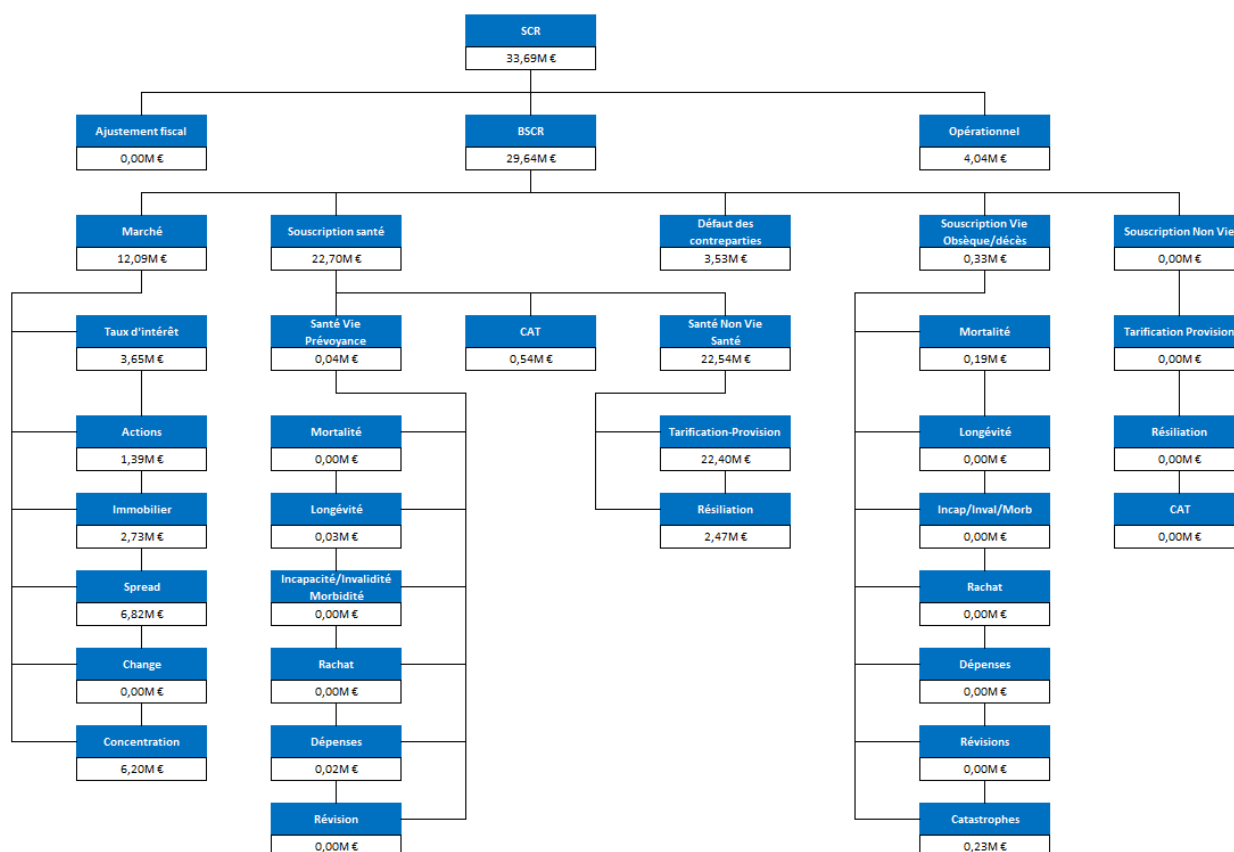 SCR
33,69M €
Ajustement fiscal
0,00M €
BSCR
29,64M €
Opérationnel
4,04M €
Marché
12,09M €
Souscription santé
22,70M €
Défaut des
contreparties
3,53M €
Souscription Vie
Obsèque/décès
0,33M €
Souscription Non Vie
0,00M €
Taux d'intérêt
3,65M €
Santé Vie
Prévoyance
0,04M €
CAT
0,54M €
Santé Non Vie
Santé
22,54M €
Mortalité
0,19M €
Tarification Provision
0,00M €
Actions
1,39M €
Mortalité
0,00M €
Tarification-Provision
22,40M €
Longévité
0,00M €
Résiliation
0,00M €
Immobilier
2,73M €
Longévité
0,03M €
Résiliation
2,47M €
Incap/Inval/Morb
0,00M €
CAT
0,00M €
Spread
6,82M €
Incapacité/Invalidité
Morbidité
0,00M €
Rachat
0,00M €
Change
0,00M €
Rachat
0,00M €
Dépenses
0,00M €
Concentration
6,20M €
Dépenses
0,02M €
Révisions
0,00M €
Révision
0,00M €
Catastrophes
0,23M €